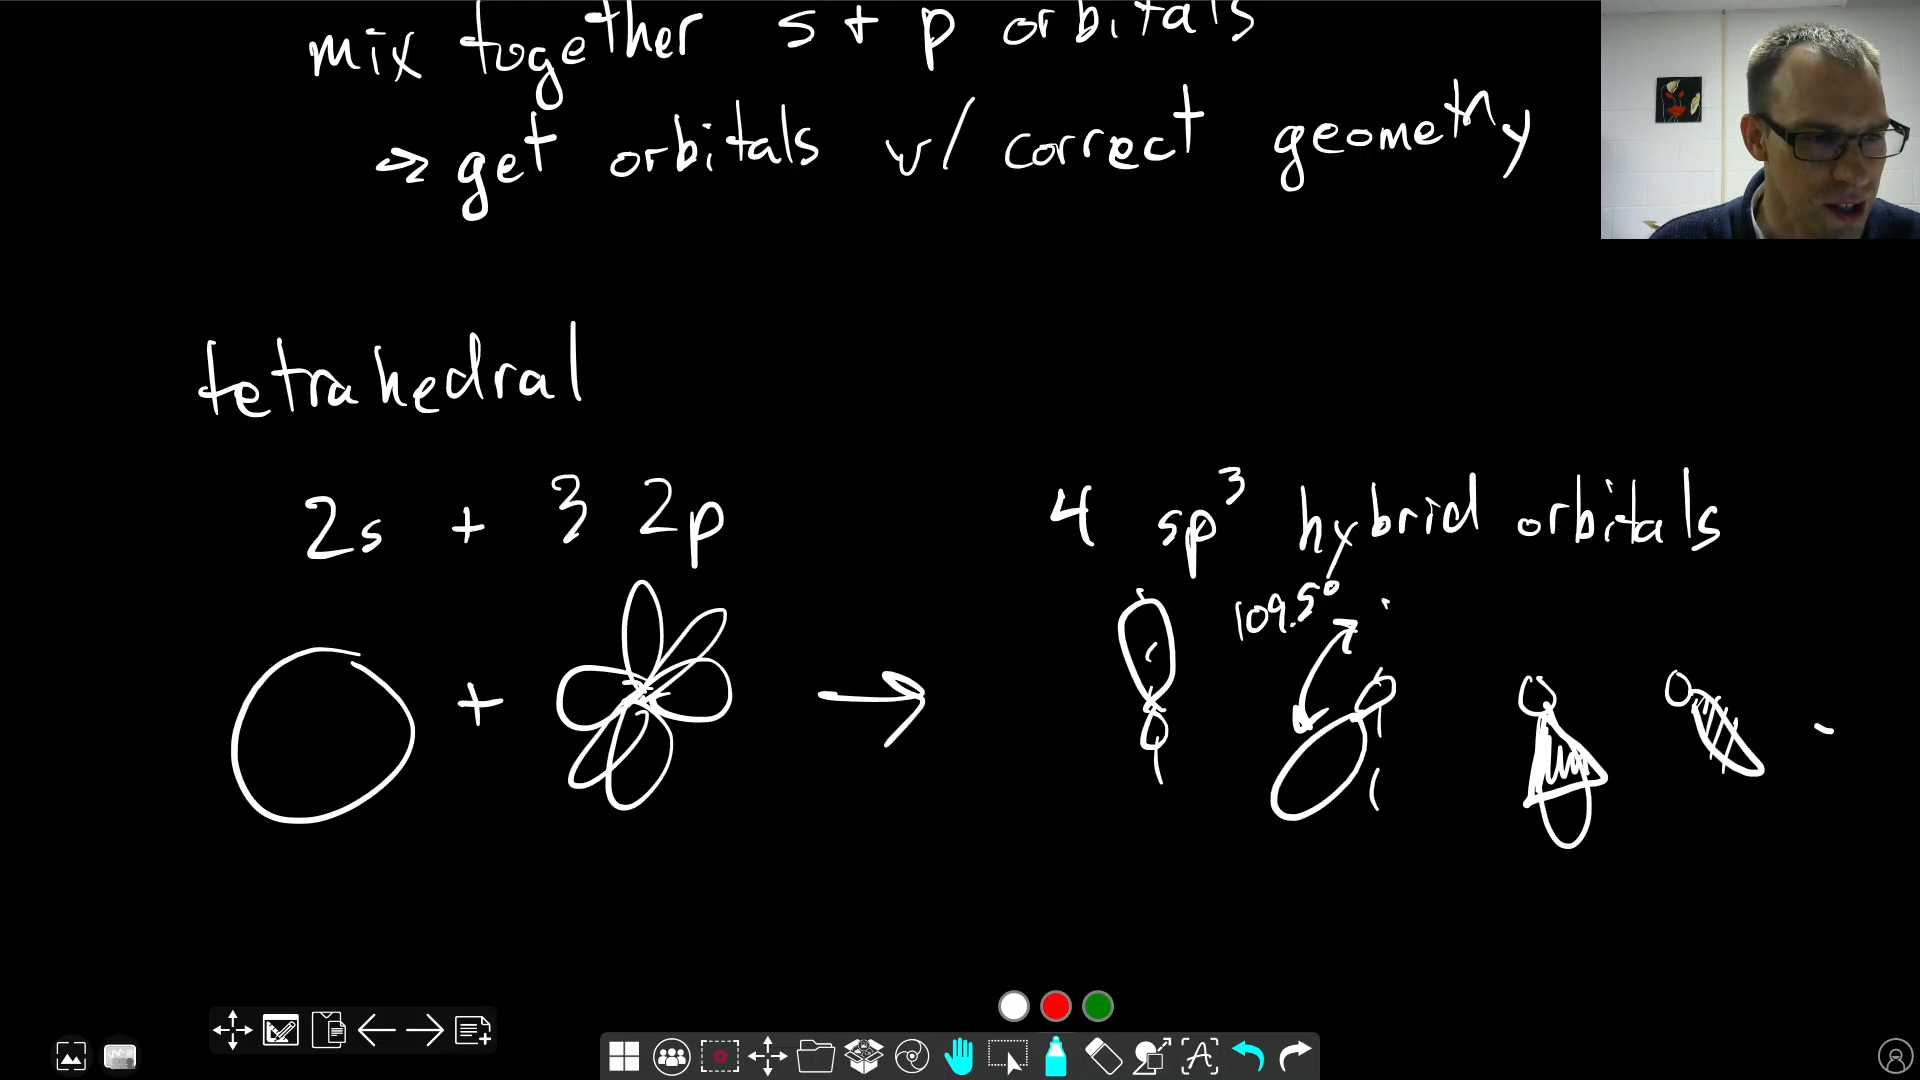 mix together s + p orbitals
⇒ get orbitals w/ correct geometry
tetrahedral
2s + 3 2p
4 sp³ hybrid orbitals
109.5°
+ →